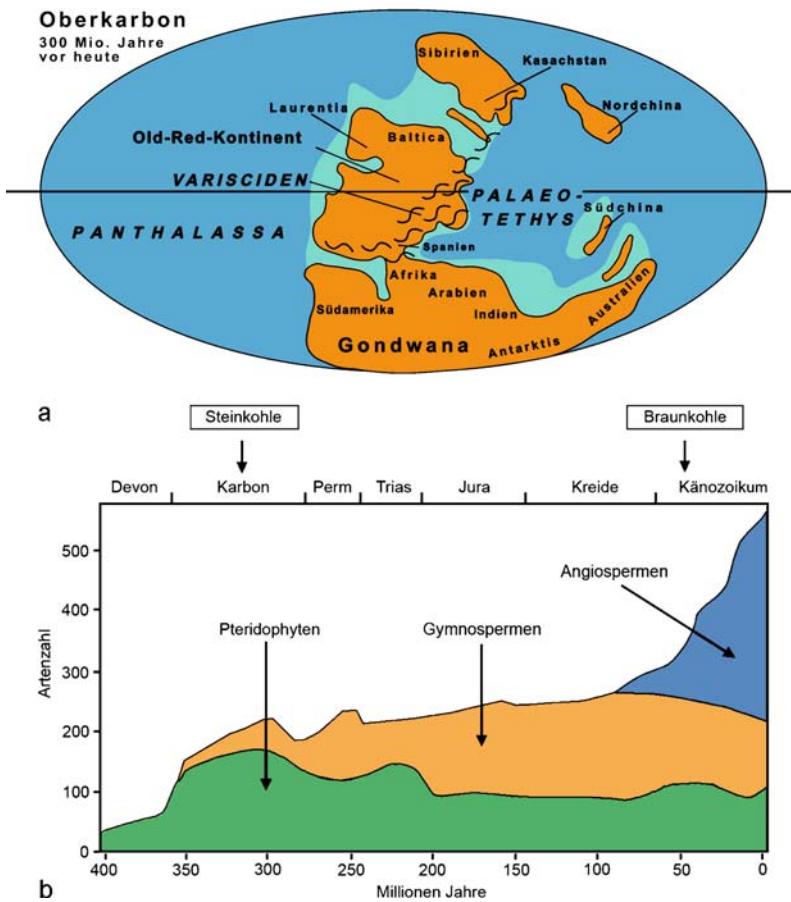 Oberkarbon
300 Mio. Jahre
vor heute
Sibirien
Kasachstan
Laurentia
Nordchina
Old-Red-Kontinent
Baltica
VARISCIDEN
PALAEO-
TETHYS
Südchina
PANTHALASSA
Spanien
Afrika
Arabien
Südamerika
Indien
Australien
Gondwana
Antarktis
a
Steinkohle
Braunkohle
Devon Karbon Perm Trias Jura Kreide Känozoikum
Artenzahl
500
400
300
200
100
0
Angiospermen
Pteridophyten
Gymnospermen
400 350 300 250 200 150 100 50 0
b
Millionen Jahre